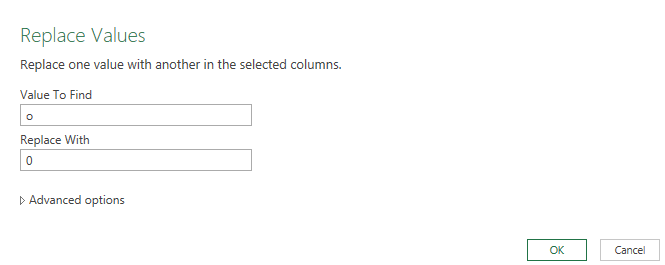 Replace Values
Replace one value with another in the selected columns.
Value To Find
o
Replace With
0
Advanced options
OK
Cancel